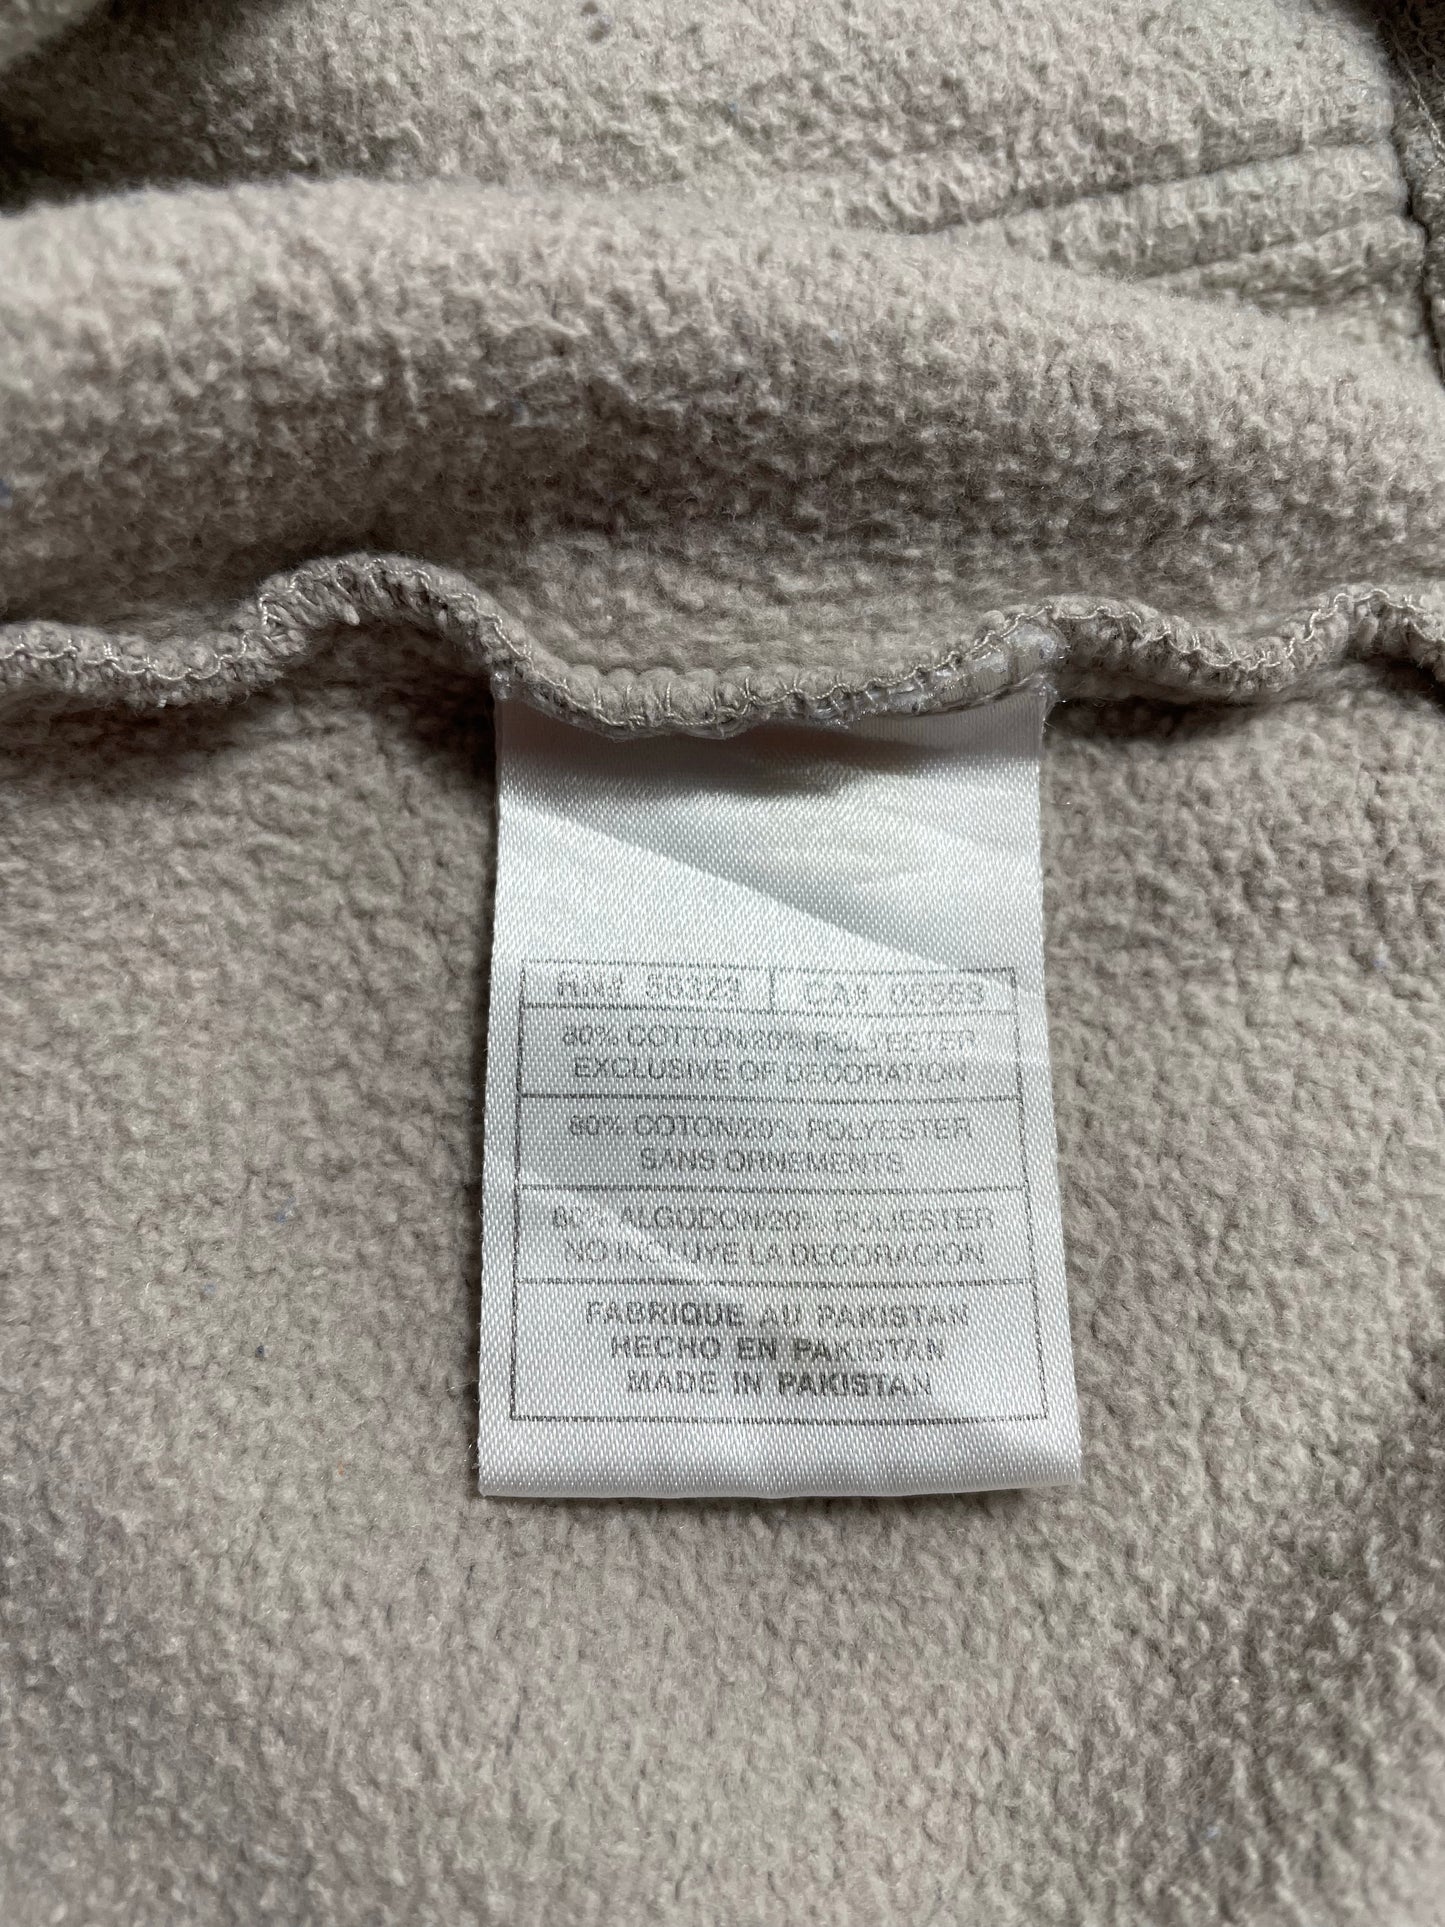 RN# 56323 CA# 05553
80% COTTON/20% POLYESTER
EXCLUSIVE OF DECORATION
80% COTON/20% POLYESTER
SANS ORNEMENTS
80% ALGODON/20% POLIESTER
NO INCLUYE LA DECORACION
FABRIQUE AU PAKISTAN
HECHO EN PAKISTAN
MADE IN PAKISTAN